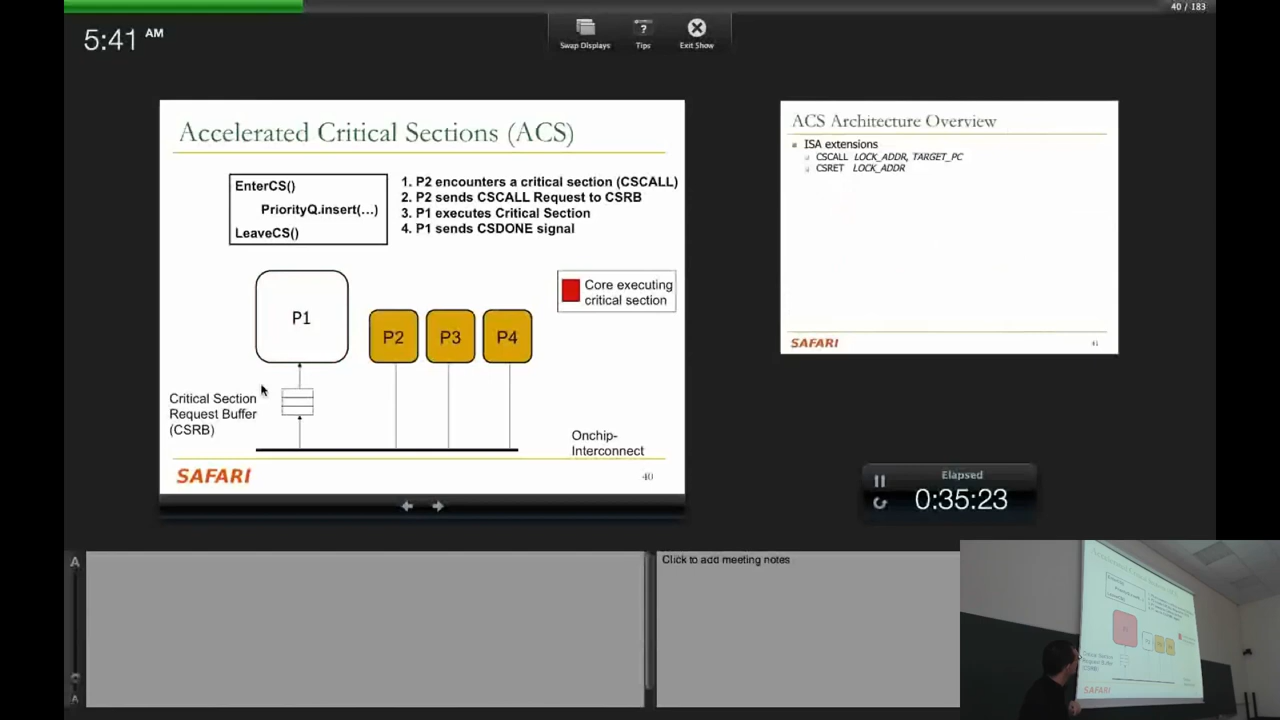 40 / 183
5:41 AM
Swap Displays
Tips
Exit Show
Accelerated Critical Sections (ACS)
EnterCS()
PriorityQ.insert(…)
LeaveCS()
1. P2 encounters a critical section (CSCALL)
2. P2 sends CSCALL Request to CSRB
3. P1 executes Critical Section
4. P1 sends CSDONE signal
Core executing
critical section
P1
P2
P3
P4
Critical Section
Request Buffer
(CSRB)
Onchip-
Interconnect
SAFARI
40
ACS Architecture Overview
ISA extensions
CSCALL LOCK_ADDR, TARGET_PC
CSRET LOCK_ADDR
SAFARI
41
Elapsed
0:35:23
A
A
Click to add meeting notes
SAFARI